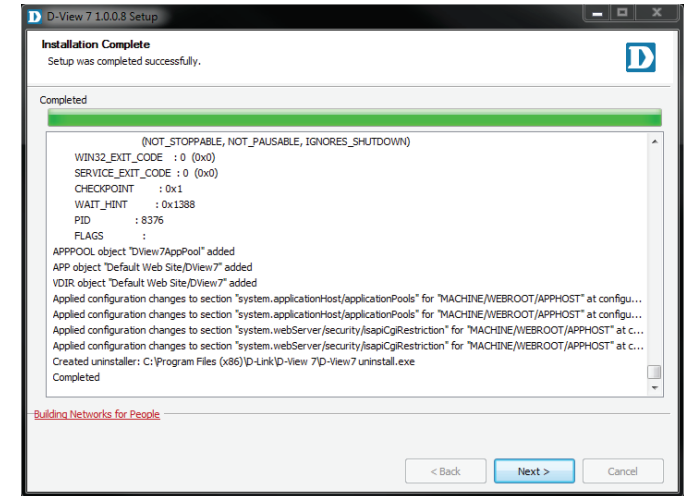 D D-View 7 1.0.0.8 Setup
Installation Complete
Setup was completed successfully.
D
Completed
(NOT_STOPPABLE, NOT_PAUSABLE, IGNORES_SHUTDOWN)
WIN32_EXIT_CODE : 0 (0x0)
SERVICE_EXIT_CODE : 0 (0x0)
CHECKPOINT : 0x1
WAIT_HINT : 0x1388
PID : 8376
FLAGS :
APPPOOL object "DView7AppPool" added
APP object "Default Web Site/DView7" added
VDIR object "Default Web Site/DView7" added
Applied configuration changes to section "system.applicationHost/applicationPools" for "MACHINE/WEBROOT/APPHOST" at configu...
Applied configuration changes to section "system.applicationHost/applicationPools" for "MACHINE/WEBROOT/APPHOST" at configu...
Applied configuration changes to section "system.webServer/security/isapiCgiRestriction" for "MACHINE/WEBROOT/APPHOST" at c...
Applied configuration changes to section "system.webServer/security/isapiCgiRestriction" for "MACHINE/WEBROOT/APPHOST" at c...
Created uninstaller: C:\Program Files (x86)\D-Link\D-View 7\D-View7 uninstall.exe
Completed
Building Networks for People
< Back Next > Cancel